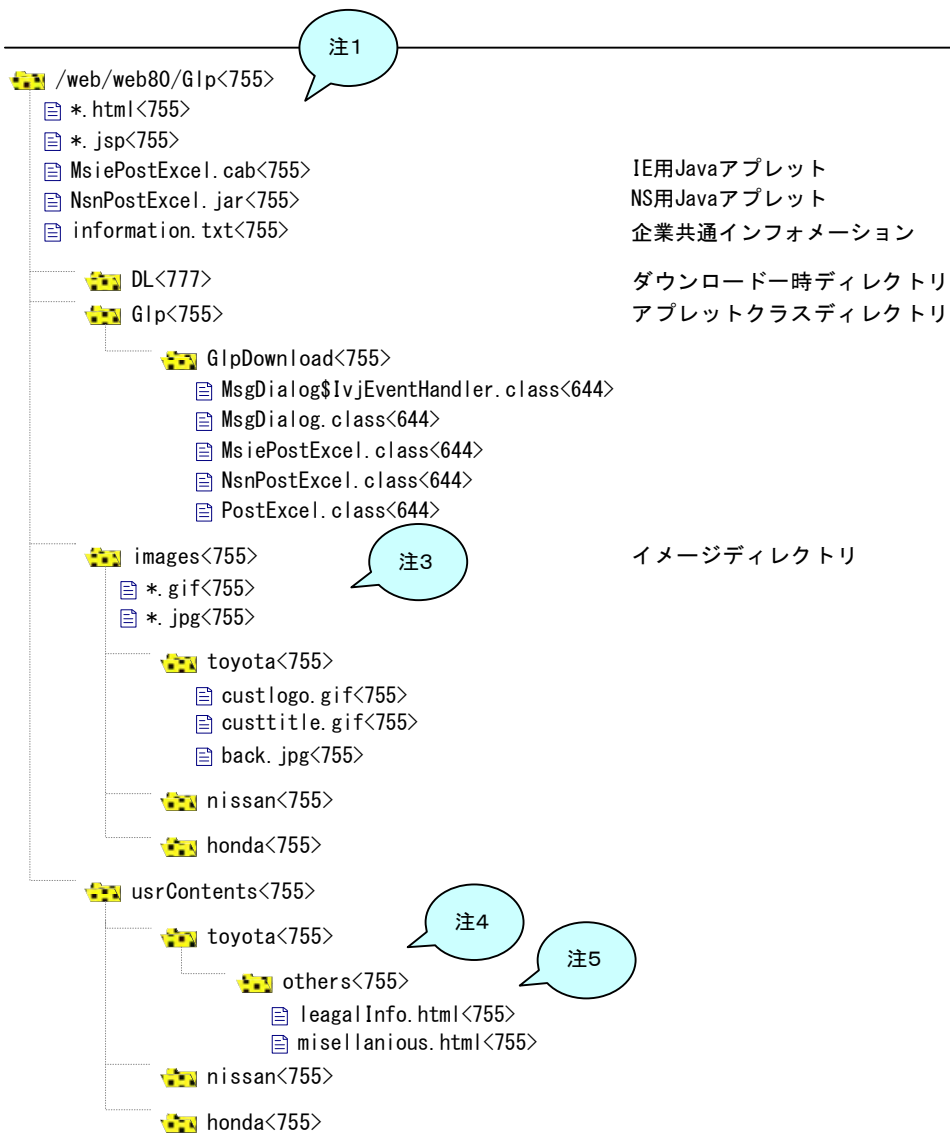 注1
/web/web80/Glp<755>
*.html<755>
*.jsp<755>
MsiePostExcel.cab<755> IE用Javaアプレット
NsnPostExcel.jar<755> NS用Javaアプレット
information.txt<755> 企業共通インフォメーション
DL<777> ダウンロード一時ディレクトリ
Glp<755> アプレットクラスディレクトリ
GlpDownload<755>
MsgDialog$IvjEventHandler.class<644>
MsgDialog.class<644>
MsiePostExcel.class<644>
NsnPostExcel.class<644>
PostExcel.class<644>
images<755> 注3 イメージディレクトリ
*.gif<755>
*.jpg<755>
toyota<755>
custlogo.gif<755>
custtitle.gif<755>
back.jpg<755>
nissan<755>
honda<755>
usrContents<755>
toyota<755> 注4
others<755> 注5
leagalInfo.html<755>
misellanious.html<755>
nissan<755>
honda<755>